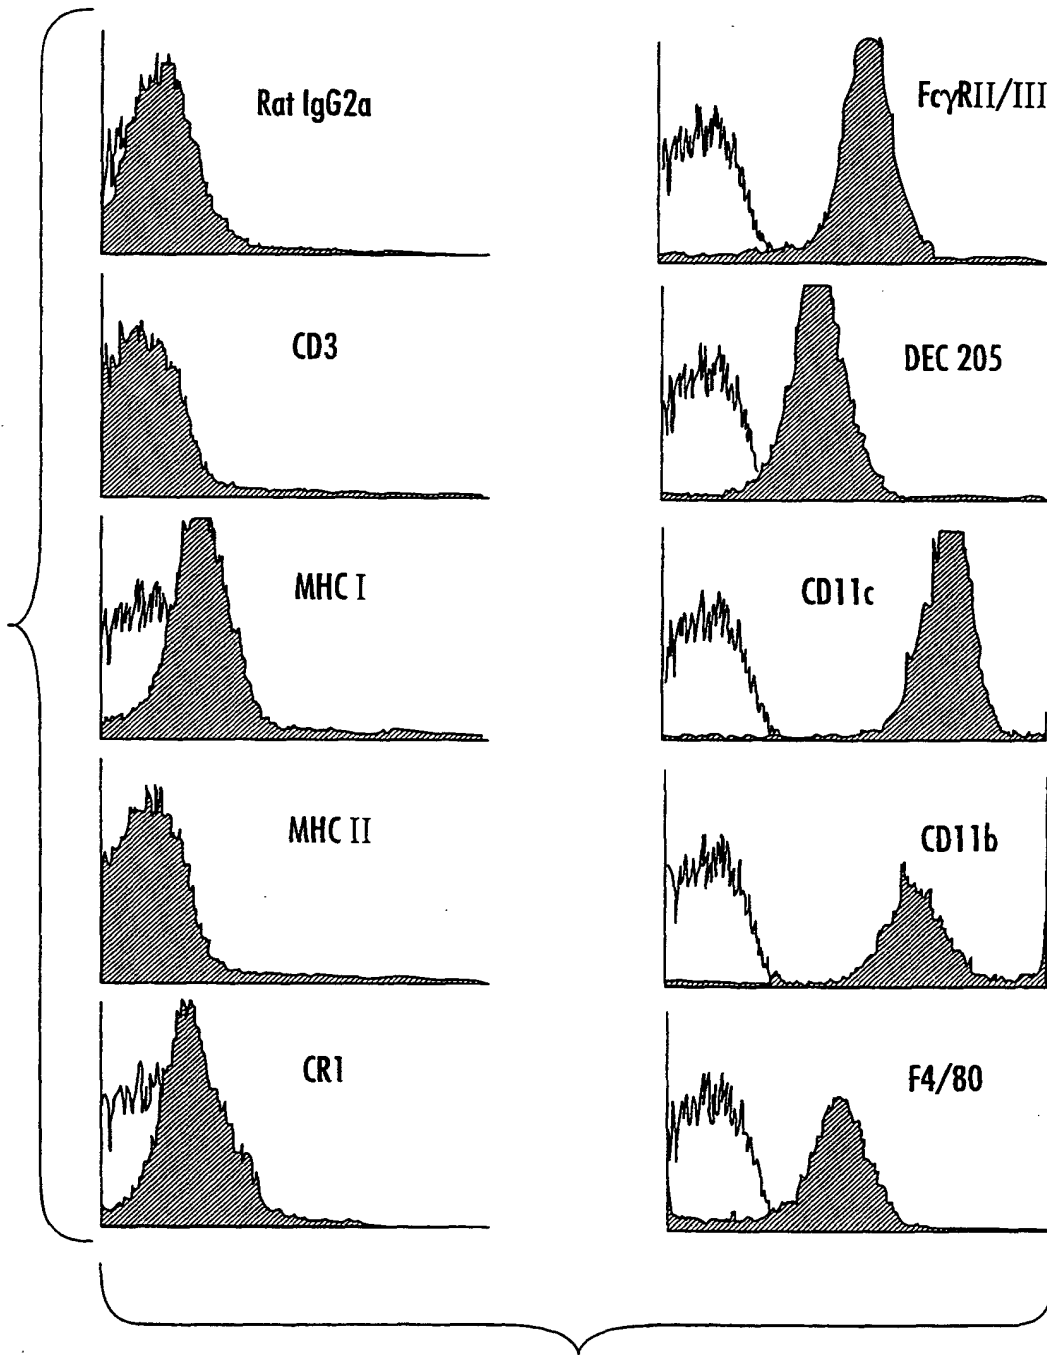 Rat IgG2a
CD3
MHC I
MHC II
CR1
FcγRII/III
DEC 205
CD11c
CD11b
F4/80